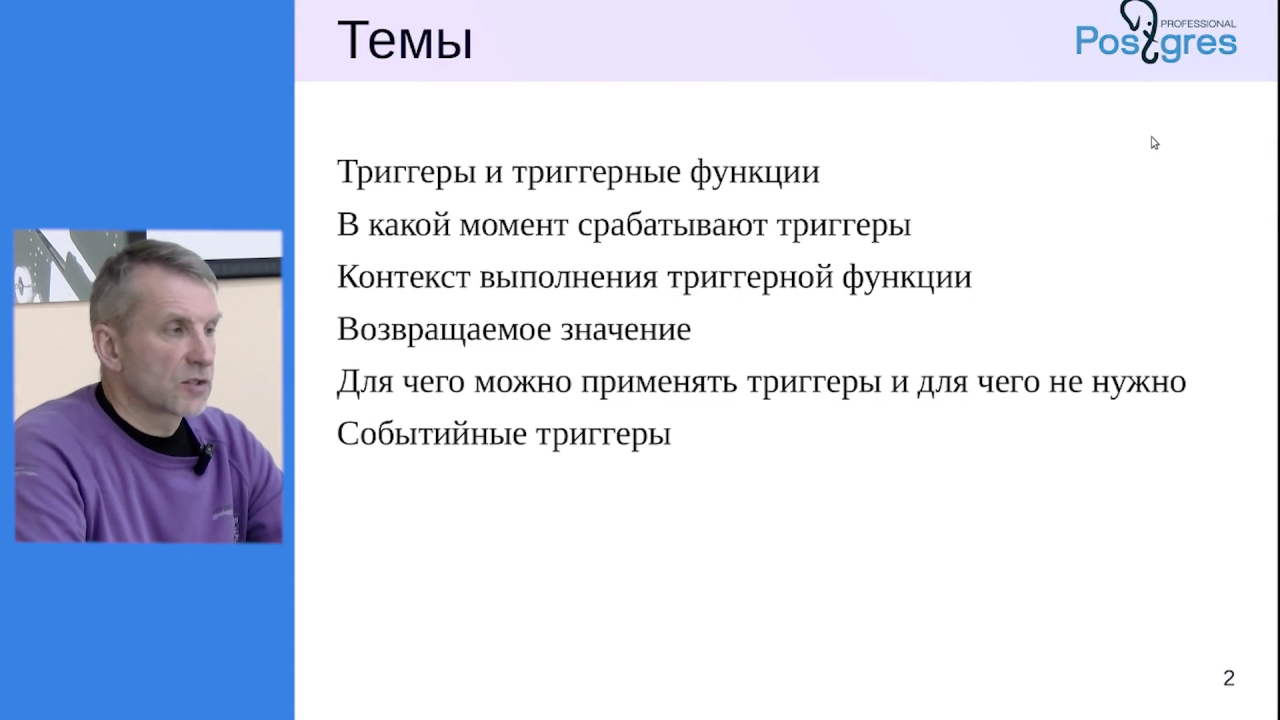 Темы
PROFESSIONAL
Postgres
Триггеры и триггерные функции
В какой момент срабатывают триггеры
Контекст выполнения триггерной функции
Возвращаемое значение
Для чего можно применять триггеры и для чего не нужно
Событийные триггеры
2